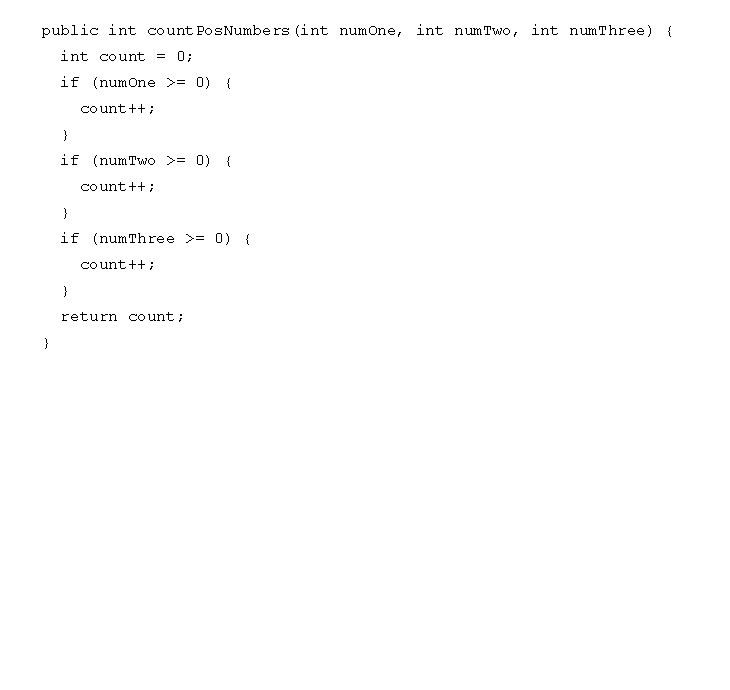 public int countPosNumbers(int numOne, int numTwo, int numThree) {
  int count = 0;
  if (numOne >= 0) {
    count++;
  }
  if (numTwo >= 0) {
    count++;
  }
  if (numThree >= 0) {
    count++;
  }
  return count;
}